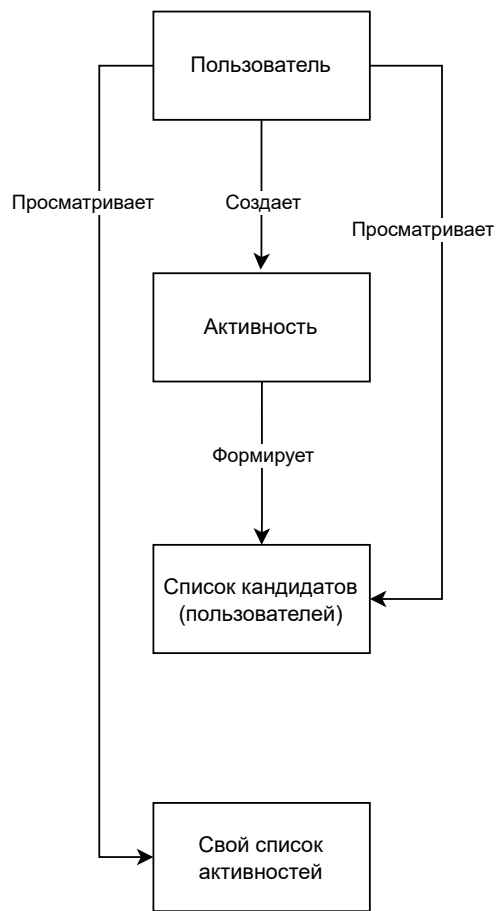 Пользователь
Просматривает
Создает
Просматривает
Активность
Формирует
Список кандидатов
(пользователей)
Свой список
активностей